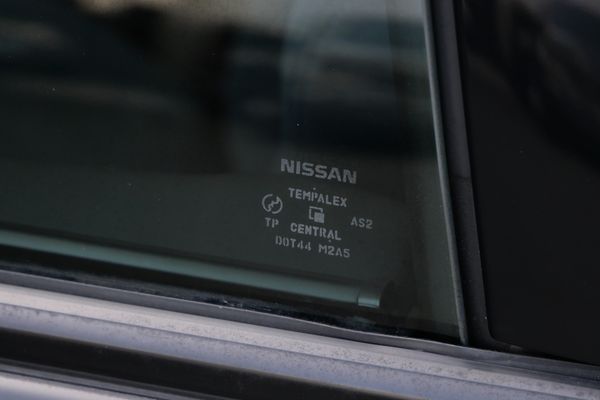 NISSAN
TEMPALEX
AS2
TP CENTRAL
DOT44 M2A5